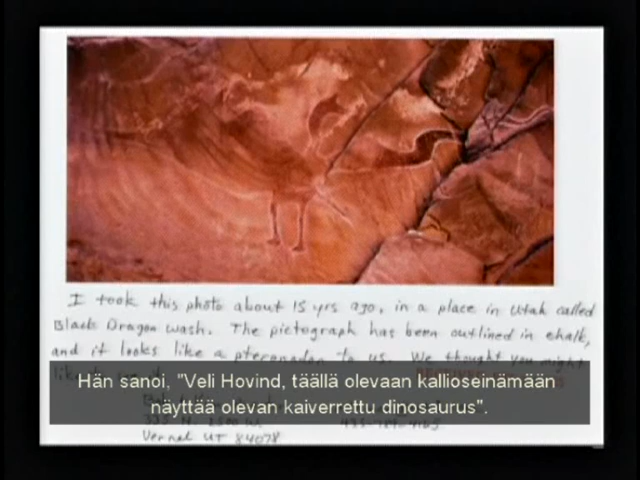 I took this photo about 15 yrs ago, in a place in Utah called
Black Dragon wash. The pictograph has been outlined in chalk,
and it looks like a pteronadon to us. We thought you might
Hän sanoi, "Veli Hovind, täällä olevaan kallioseinämään
näyttää olevan kaiverrettu dinosaurus".
Vernal UT 84078